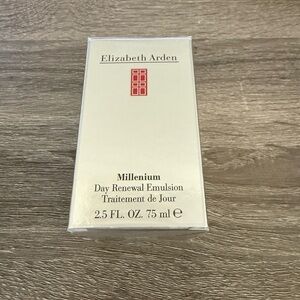 Elizabeth Arden
Millenium
Day Renewal Emulsion
Traitement de Jour
2.5 FL. OZ. 75 ml ℮